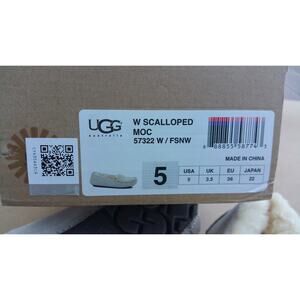 UGG
australia
W SCALLOPED
MOC
57322 W / FSNW
MADE IN CHINA
5
USA UK EU JAPAN
5 3.5 36 22